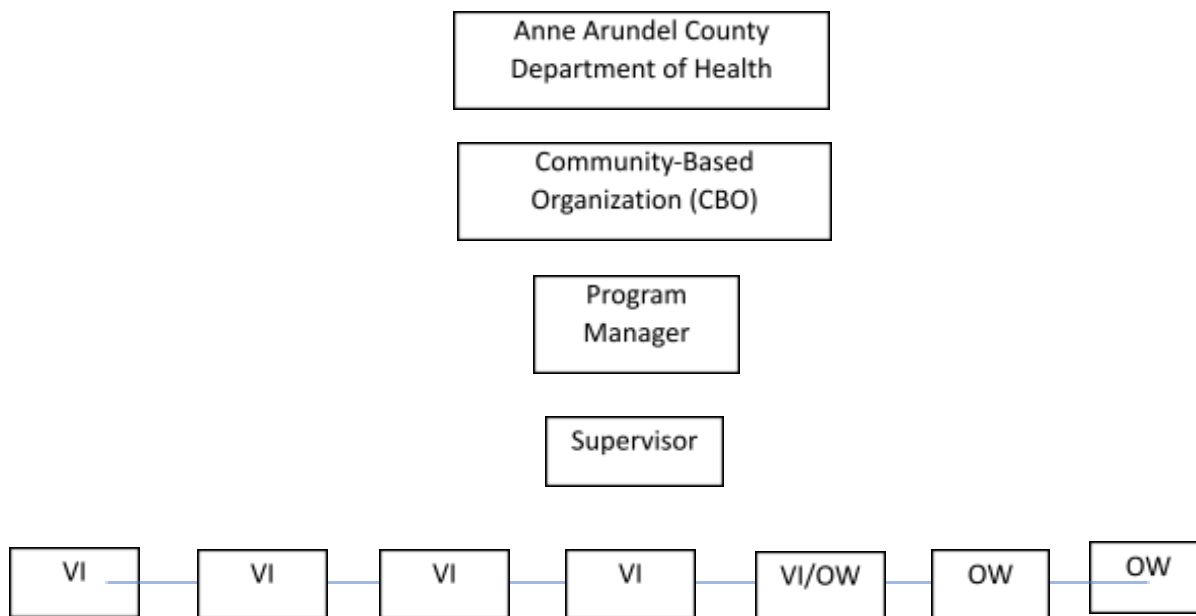 Anne Arundel County
Department of Health
Community-Based
Organization (CBO)
Program
Manager
Supervisor
VI
VI
VI
VI
VI/OW
OW
OW